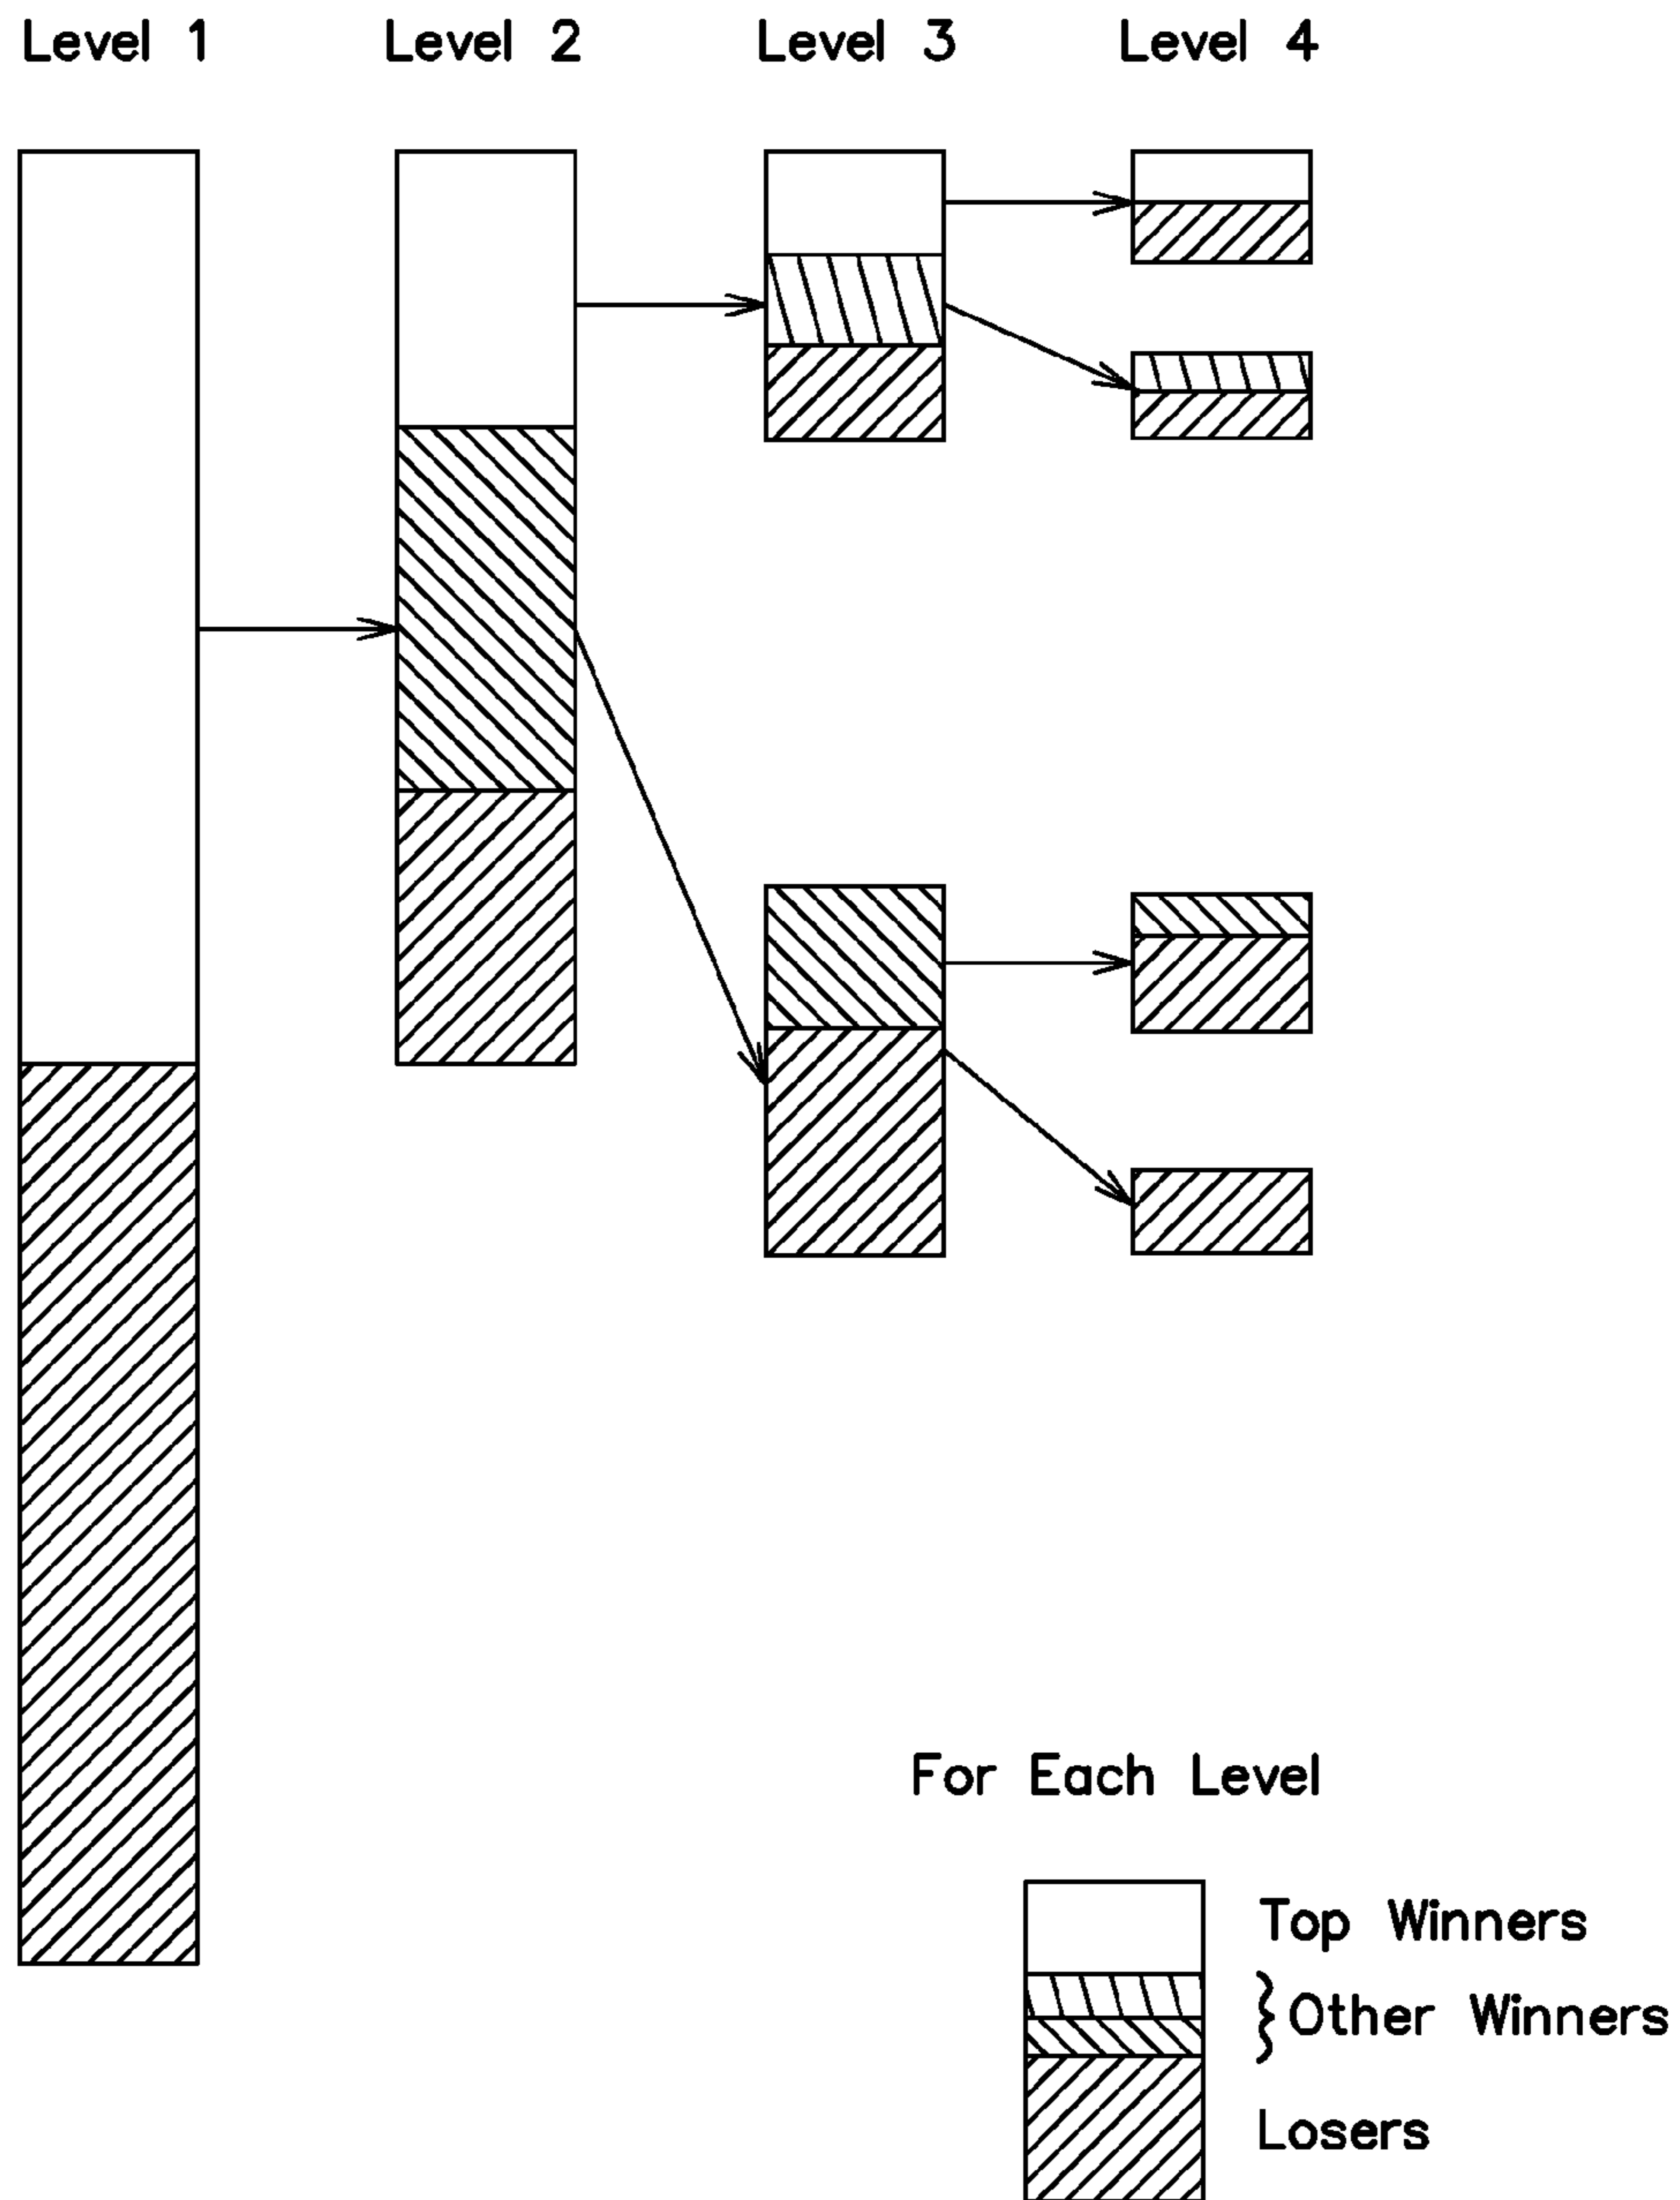 Level 1 Level 2 Level 3 Level 4
For Each Level
Top Winners
Other Winners
Losers